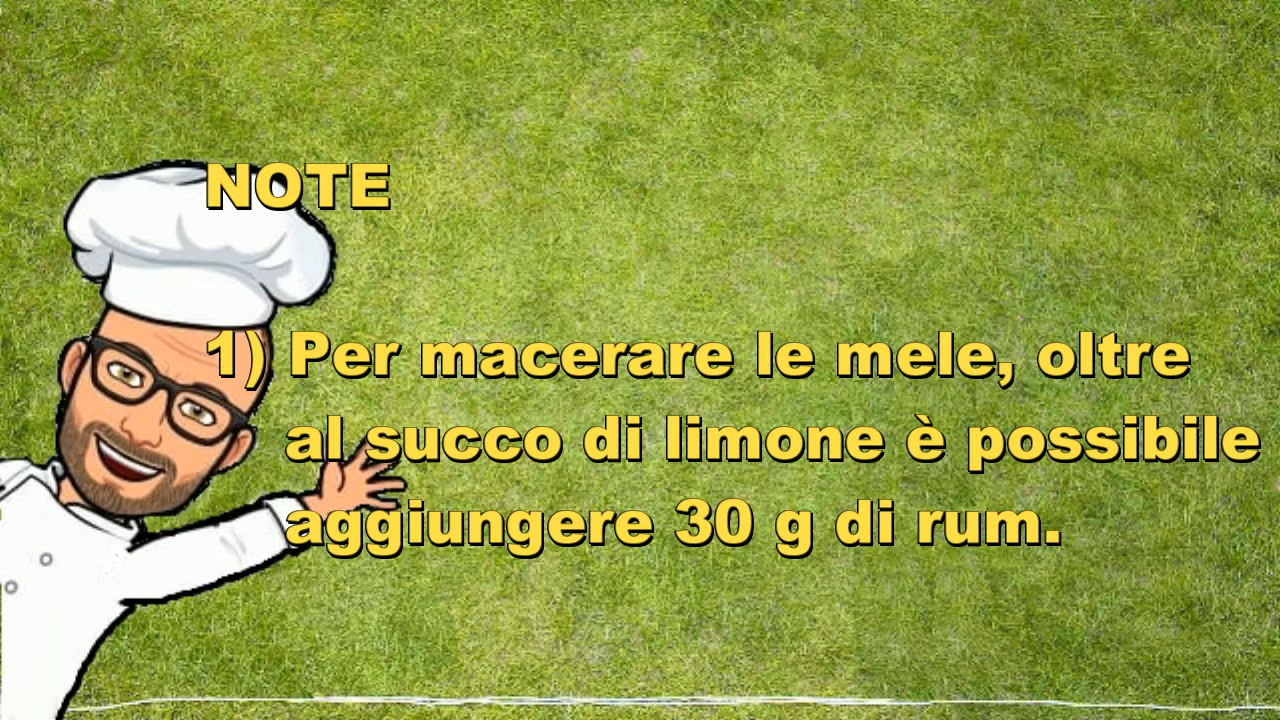 NOTE
1) Per macerare le mele, oltre
al succo di limone è possibile
aggiungere 30 g di rum.